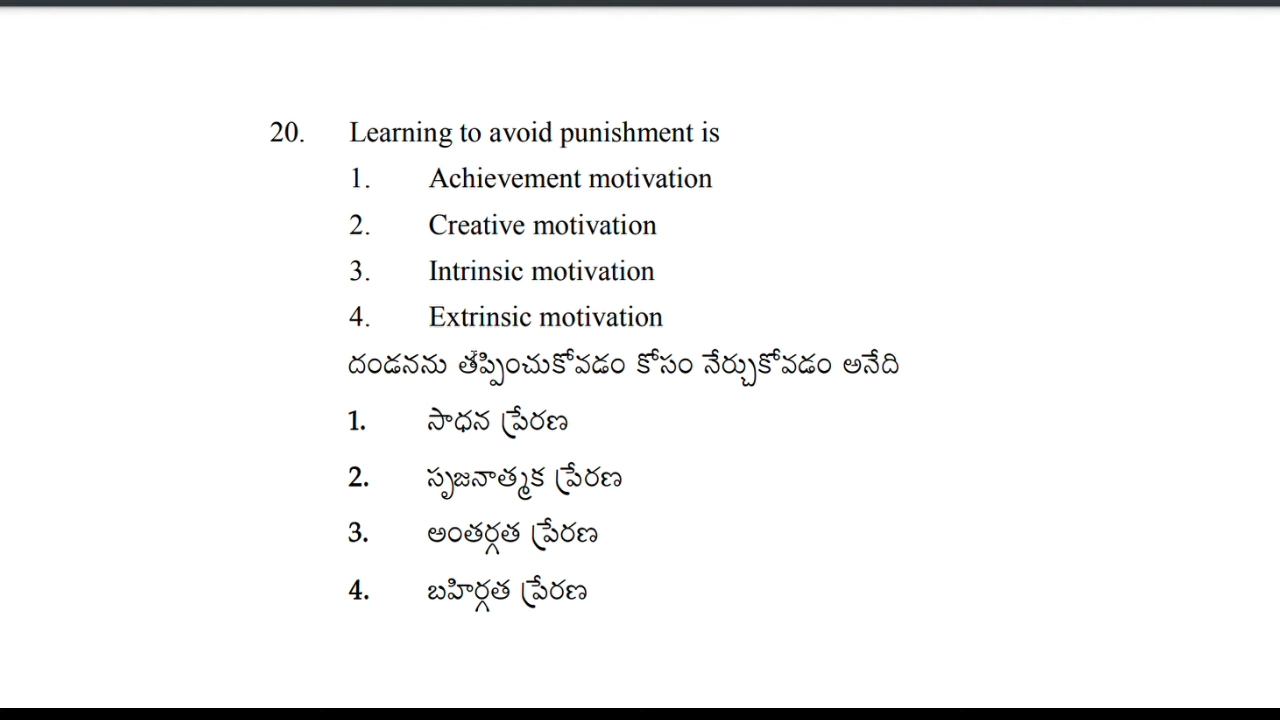 20. Learning to avoid punishment is
1. Achievement motivation
2. Creative motivation
3. Intrinsic motivation
4. Extrinsic motivation
దండనను తప్పించుకోవడం కోసం నేర్చుకోవడం అనేది
1. సాధన ప్రేరణ
2. సృజనాత్మక ప్రేరణ
3. అంతర్గత ప్రేరణ
4. బహిర్గత ప్రేరణ